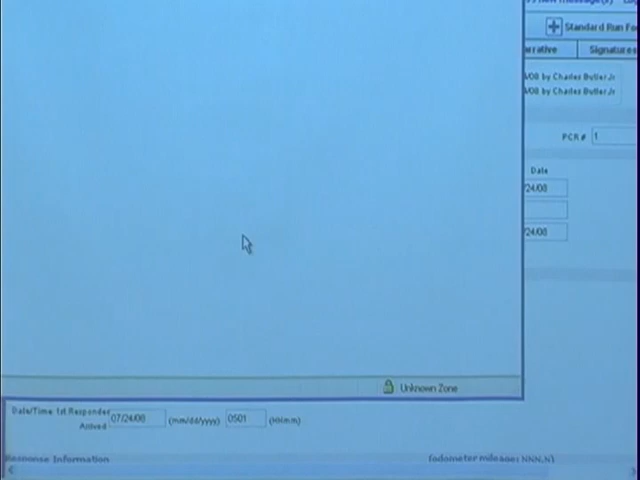 Standard Run Fo
rrative Signatures
4/08 by Charles Butler Jr
4/08 by Charles Butler Jr
PCR # 1
Date
/24/08
/24/08
Unknown Zone
Date/Time 1st Responder
Arrived 07/24/08 (mm/dd/yyyy) 0501 (HH:mm)
Response Information (odometer mileage: NNN.N)